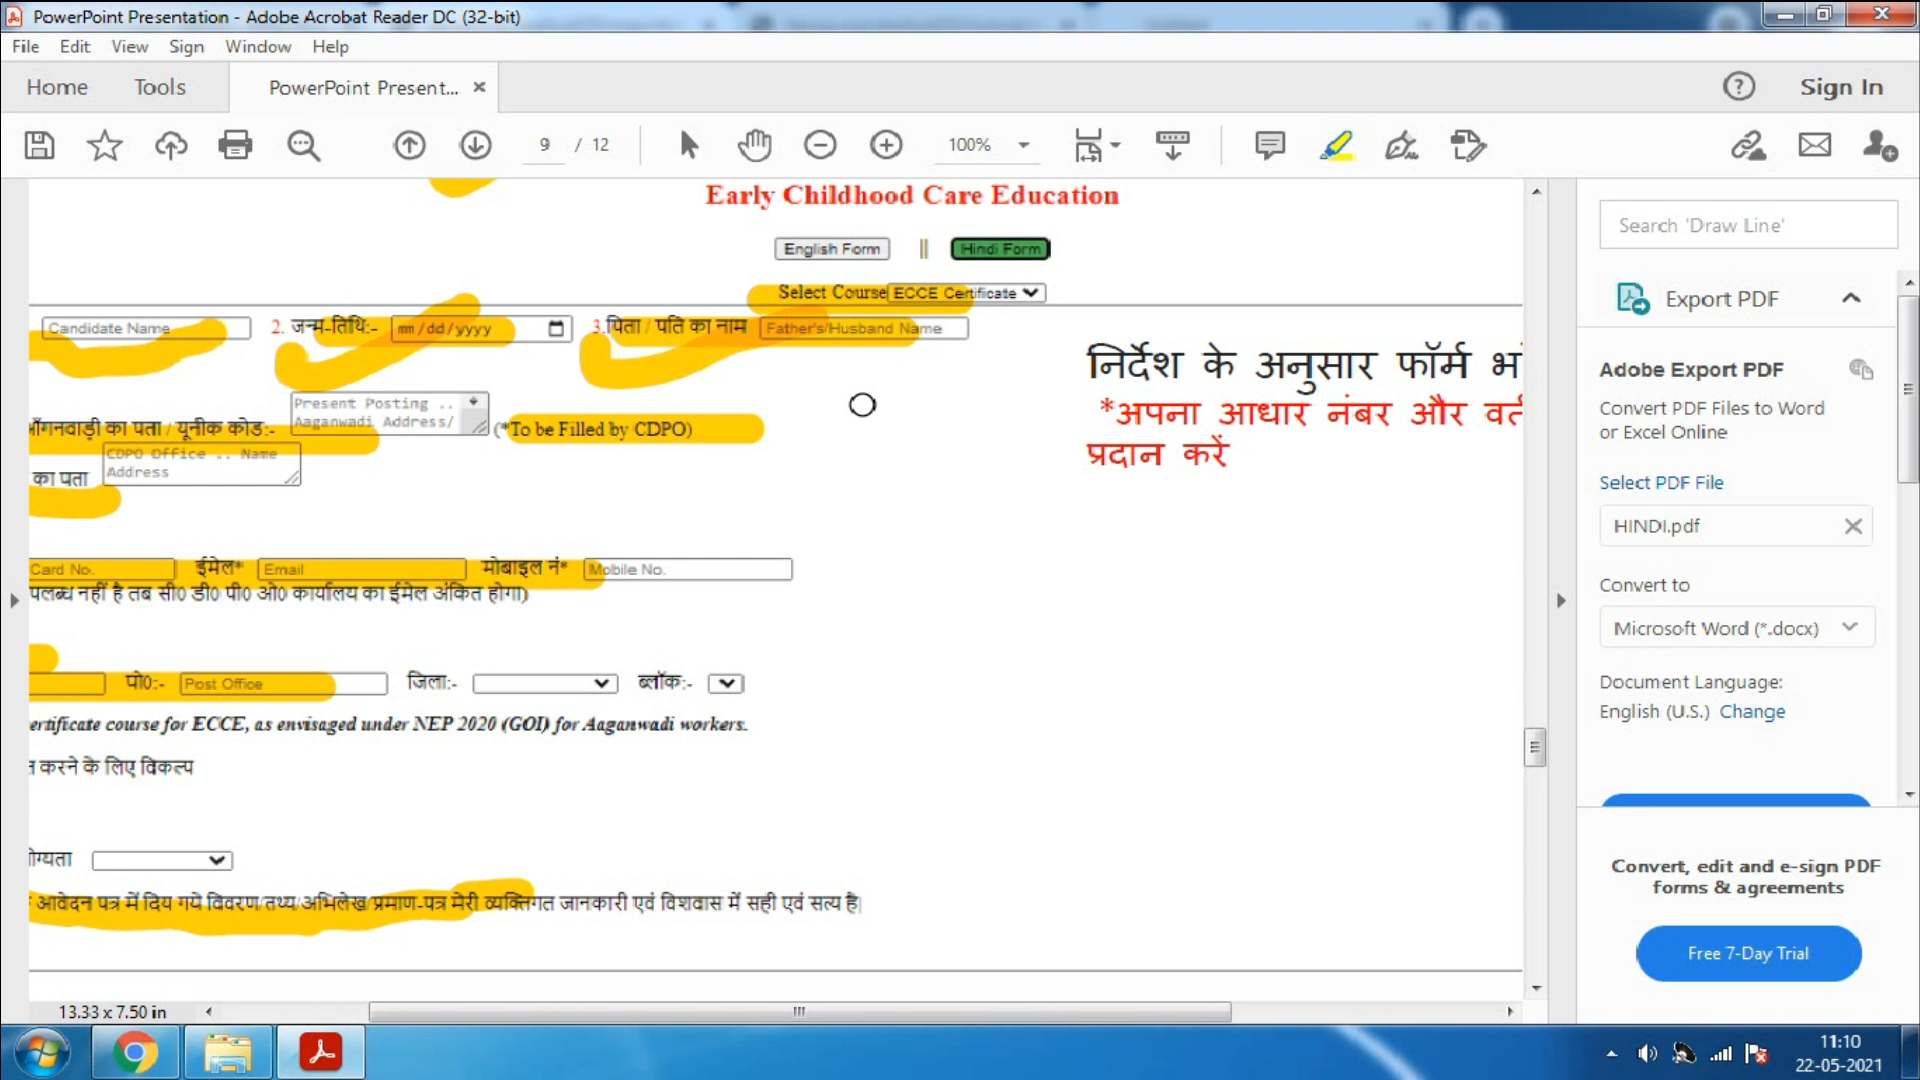 PowerPoint Presentation - Adobe Acrobat Reader DC (32-bit)
File Edit View Sign Window Help
Home Tools PowerPoint Present... Sign In
9 / 12 100%
Early Childhood Care Education
English Form || Hindi Form
Select Course ECCE Certificate
Candidate Name 2. जन्म-तिथि:- mm/dd/yyyy 3.पिता / पति का नाम Father's/Husband Name
निर्देश के अनुसार फॉर्म
*अपना आधार नंबर और
प्रदान करें
Present Posting ..
Aaganwadi Address/
आँगनवाड़ी का पता / यूनीक कोड:- (*To be Filled by CDPO)
CDPO Office .. Name
Address
का पता
Card No. ईमेल* Email मोबाइल नं* Mobile No.
पलब्ध नहीं है तब सी0 डी0 पी0 ओ0 कार्यालय का ईमेल अंकित होगा)
पो0:- Post Office जिला:- ब्लॉक:-
ertificate course for ECCE, as envisaged under NEP 2020 (GOI) for Aaganwadi workers.
त करने के लिए विकल्प
ोग्यता
आवेदन पत्र में दिय गये विवरण/तथ्य/अभिलेख/प्रमाण-पत्र मेरी व्यक्तिगत जानकारी एवं विशवास में सही एवं सत्य है|
13.33 x 7.50 in
Search 'Draw Line'
Export PDF
Adobe Export PDF
Convert PDF Files to Word
or Excel Online
Select PDF File
HINDI.pdf
Convert to
Microsoft Word (*.docx)
Document Language:
English (U.S.) Change
Convert, edit and e-sign PDF
forms & agreements
Free 7-Day Trial
11:10
22-05-2021